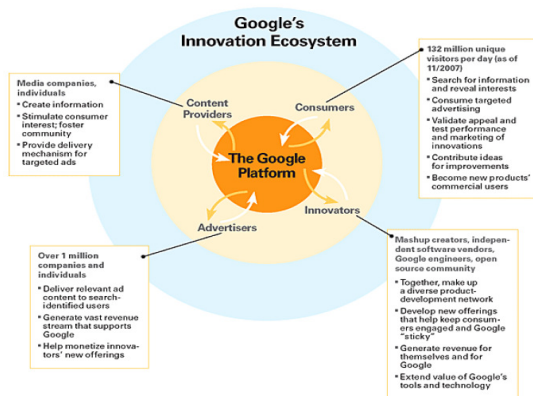 Google's
Innovation Ecosystem
Media companies,
individuals
▪ Create information
▪ Stimulate consumer
interest; foster
community
▪ Provide delivery
mechanism for
targeted ads
132 million unique
visitors per day (as of
11/2007)
▪ Search for information
and reveal interests
▪ Consume targeted
advertising
▪ Validate appeal and
test performance
and marketing of
innovations
▪ Contribute ideas
for improvements
▪ Become new products'
commercial users
Content
Providers
Consumers
The Google
Platform
Advertisers
Innovators
Over 1 million
companies and
individuals
▪ Deliver relevant ad
content to search-
identified users
▪ Generate vast revenue
stream that supports
Google
▪ Help monetize innova-
tors' new offerings
Mashup creators, indepen-
dent software vendors,
Google engineers, open
source community
▪ Together, make up
a diverse product-
development network
▪ Develop new offerings
that help keep consum-
ers engaged and Google
"sticky"
▪ Generate revenue for
themselves and for
Google
▪ Extend value of Google's
tools and technology